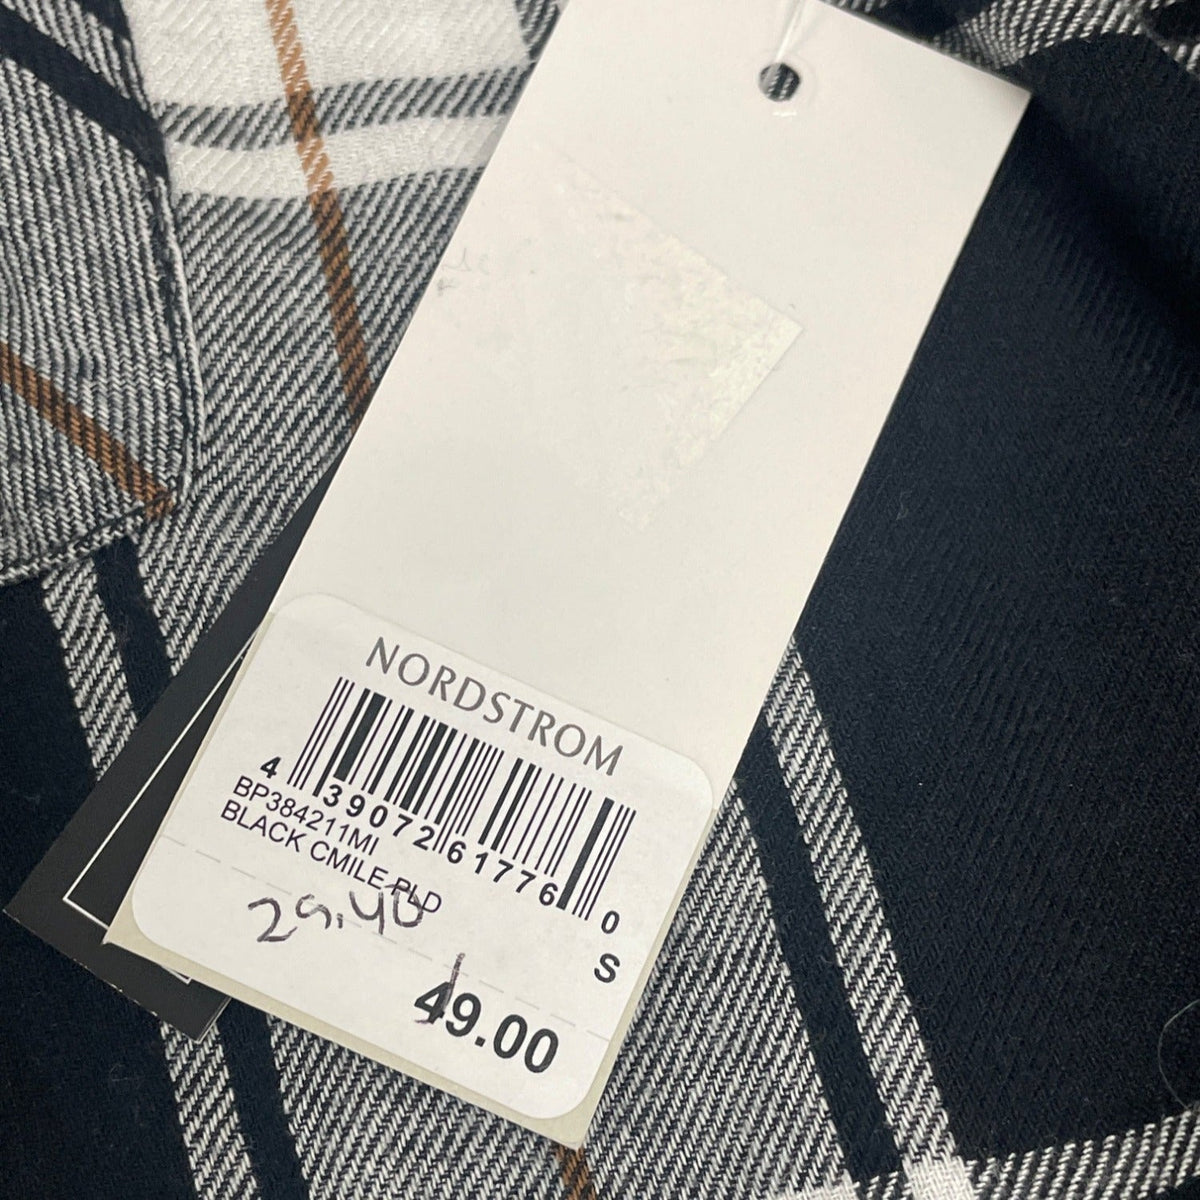 NORDSTROM
4 39072 61776 0
BP384211MI
BLACK CMILE PLD
29.40
S
49.00